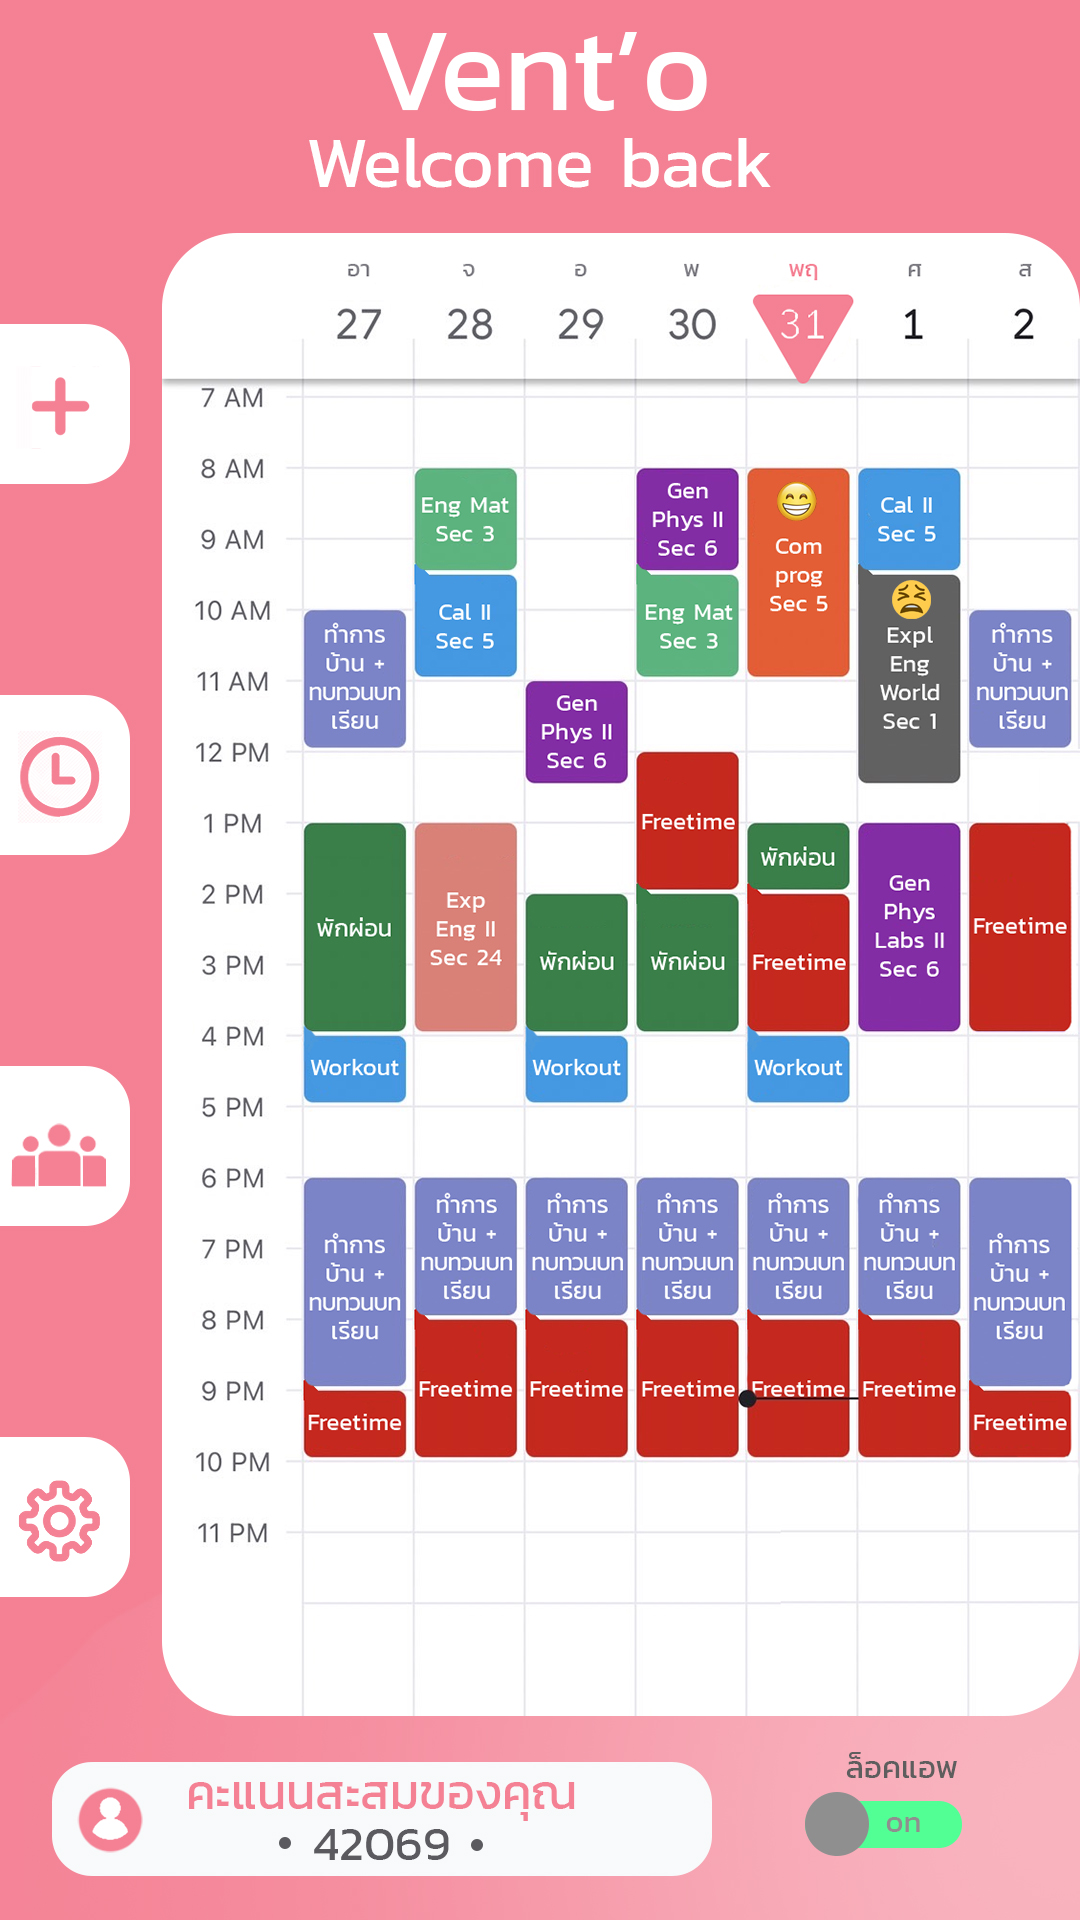 Vent’o
Welcome back
อา จ อ พ พฤ ศ ส
27 28 29 30 31 1 2
7 AM
8 AM
9 AM
10 AM
11 AM
12 PM
1 PM
2 PM
3 PM
4 PM
5 PM
6 PM
7 PM
8 PM
9 PM
10 PM
11 PM
ทำการ
บ้าน +
ทบทวนบท
เรียน
พักผ่อน
Workout
ทำการ
บ้าน +
ทบทวนบท
เรียน
Freetime
Eng Mat
Sec 3
Cal II
Sec 5
Exp
Eng II
Sec 24
ทำการ
บ้าน +
ทบทวนบท
เรียน
Freetime
Gen
Phys II
Sec 6
พักผ่อน
Workout
ทำการ
บ้าน +
ทบทวนบท
เรียน
Freetime
Gen
Phys II
Sec 6
Eng Mat
Sec 3
Freetime
พักผ่อน
ทำการ
บ้าน +
ทบทวนบท
เรียน
Freetime
Com
prog
Sec 5
พักผ่อน
Freetime
Workout
ทำการ
บ้าน +
ทบทวนบท
เรียน
Freetime
Cal II
Sec 5
Expl
Eng
World
Sec 1
Gen
Phys
Labs II
Sec 6
ทำการ
บ้าน +
ทบทวนบท
เรียน
Freetime
ทำการ
บ้าน +
ทบทวนบท
เรียน
Freetime
ทำการ
บ้าน +
ทบทวนบท
เรียน
Freetime
คะแนนสะสมของคุณ
• 42069 •
ล็อคแอพ
on